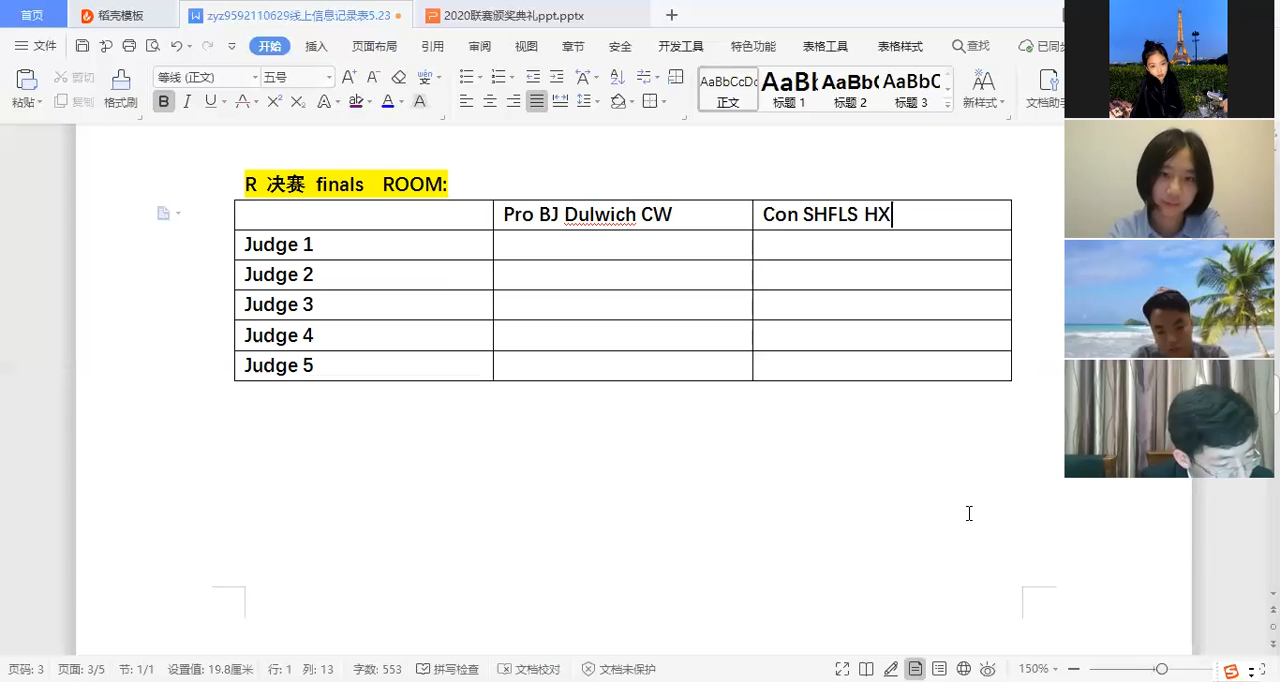 首页 稻壳模板 zyz9592110629线上信息记录表5.23 2020联赛颁奖典礼ppt.pptx
文件 开始 插入 页面布局 引用 审阅 视图 章节 安全 开发工具 特色功能 表格工具 表格样式 查找 已同
粘贴 剪切 复制 格式刷 等线 (正文) 五号 AaBbCcDd 正文 AaBb 标题 1 AaBb 标题 2 AaBbC 标题 3 新样式 文档助手
R 决赛 finals ROOM:
Pro BJ Dulwich CW Con SHFLS HX
Judge 1
Judge 2
Judge 3
Judge 4
Judge 5
页码: 3 页面: 3/5 节: 1/1 设置值: 19.8厘米 行: 1 列: 13 字数: 553 拼写检查 文档校对 文档未保护 150%